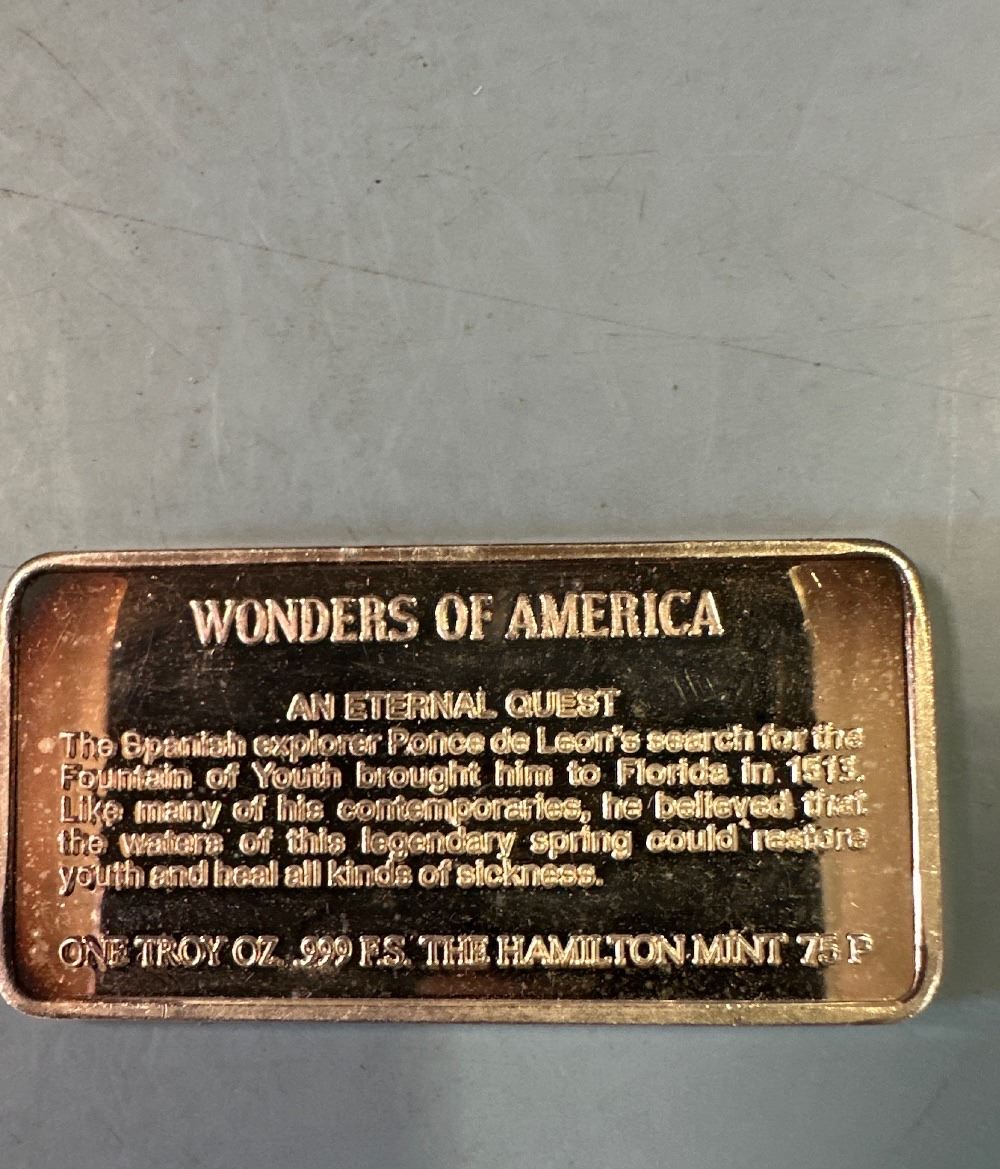 WONDERS OF AMERICA
AN ETERNAL QUEST
The Spanish explorer Ponce de Leon's search for the
Fountain of Youth brought him to Florida in 1513.
Like many of his contemporaries, he believed that
the waters of this legendary spring could restore
youth and heal all kinds of sickness.
ONE TROY OZ. .999 F.S. THE HAMILTON MINT 75 P